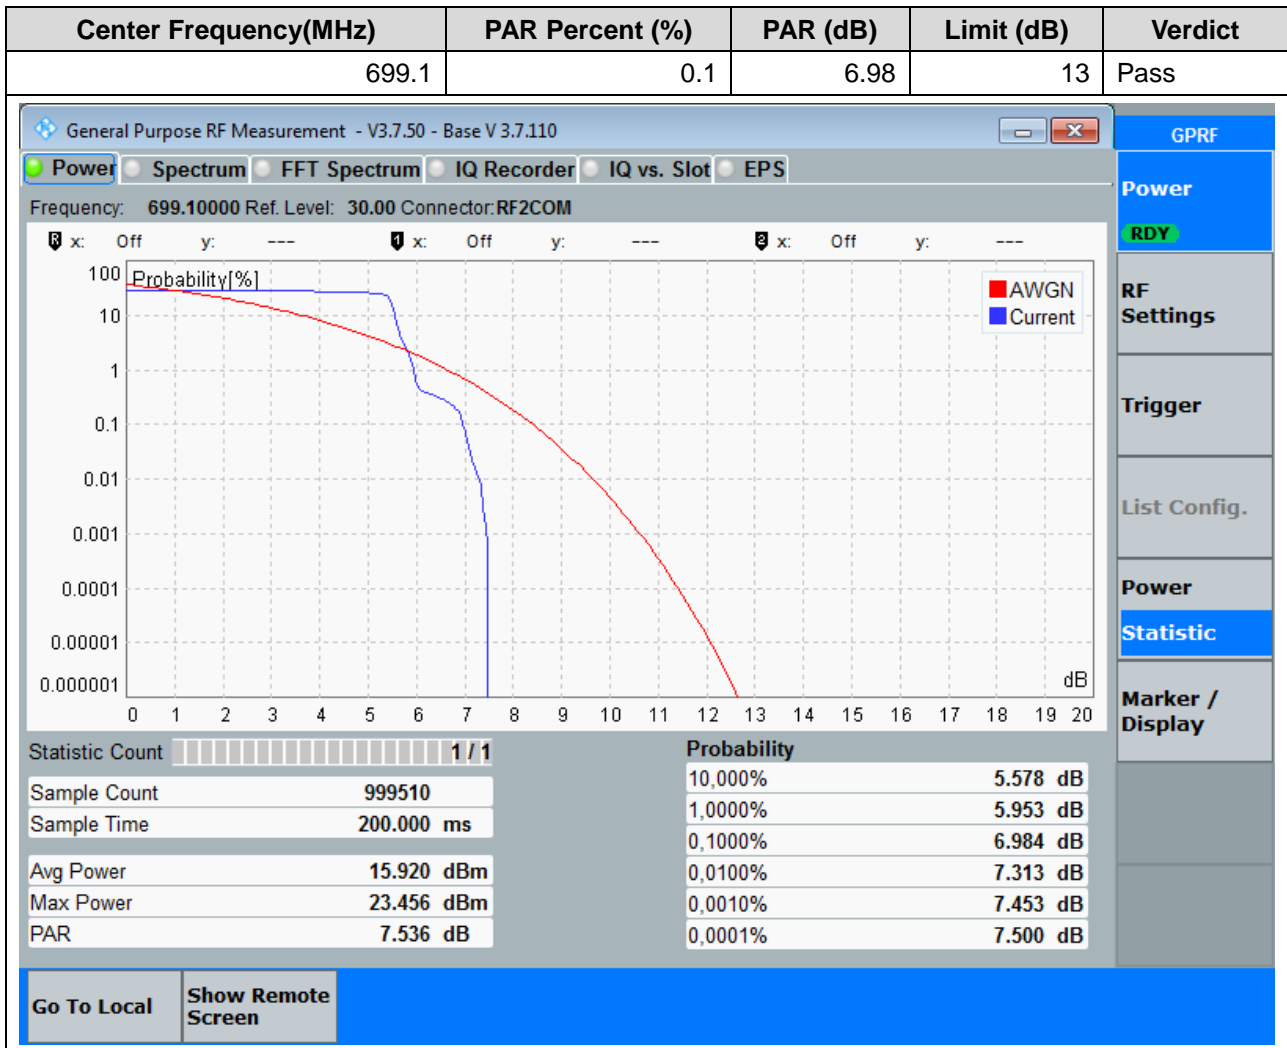 Center Frequency(MHz) PAR Percent (%) PAR (dB) Limit (dB) Verdict
699.1 0.1 6.98 13 Pass
General Purpose RF Measurement - V3.7.50 - Base V 3.7.110
GPRF
Power Spectrum FFT Spectrum IQ Recorder IQ vs. Slot EPS
Frequency: 699.10000 Ref. Level: 30.00 Connector:RF2COM
R x: Off y: --- 1 x: Off y: --- 2 x: Off y: ---
Probability[%]
AWGN
Current
100
10
1
0.1
0.01
0.001
0.0001
0.00001
0.000001
dB
0 1 2 3 4 5 6 7 8 9 10 11 12 13 14 15 16 17 18 19 20
Statistic Count 1 / 1
Sample Count 999510
Sample Time 200.000 ms
Avg Power 15.920 dBm
Max Power 23.456 dBm
PAR 7.536 dB
Probability
10,000% 5.578 dB
1,0000% 5.953 dB
0,1000% 6.984 dB
0,0100% 7.313 dB
0,0010% 7.453 dB
0,0001% 7.500 dB
Power
RDY
RF
Settings
Trigger
List Config.
Power
Statistic
Marker /
Display
Go To Local
Show Remote
Screen